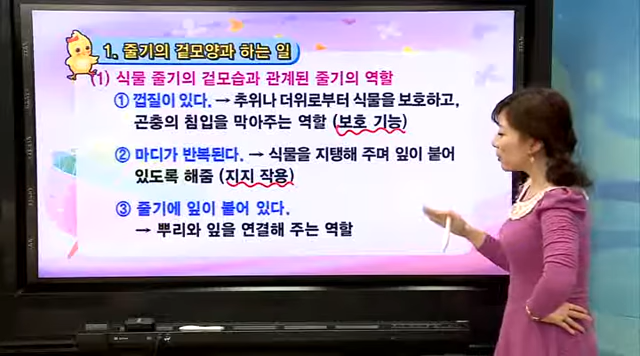 1. 줄기의 겉모양과 하는 일
(1) 식물 줄기의 겉모습과 관계된 줄기의 역할
① 껍질이 있다. → 추위나 더위로부터 식물을 보호하고,
곤충의 침입을 막아주는 역할 (보호 기능)
② 마디가 반복된다. → 식물을 지탱해 주며 잎이 붙어
있도록 해줌 (지지 작용)
③ 줄기에 잎이 붙어 있다.
→ 뿌리와 잎을 연결해 주는 역할